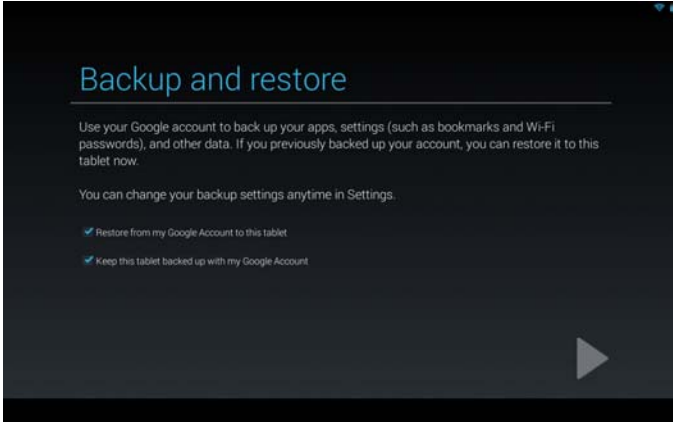 Backup and restore
Use your Google account to back up your apps, settings (such as bookmarks and Wi-Fi
passwords), and other data. If you previously backed up your account, you can restore it to this
tablet now.
You can change your backup settings anytime in Settings.
Restore from my Google Account to this tablet
Keep this tablet backed up with my Google Account